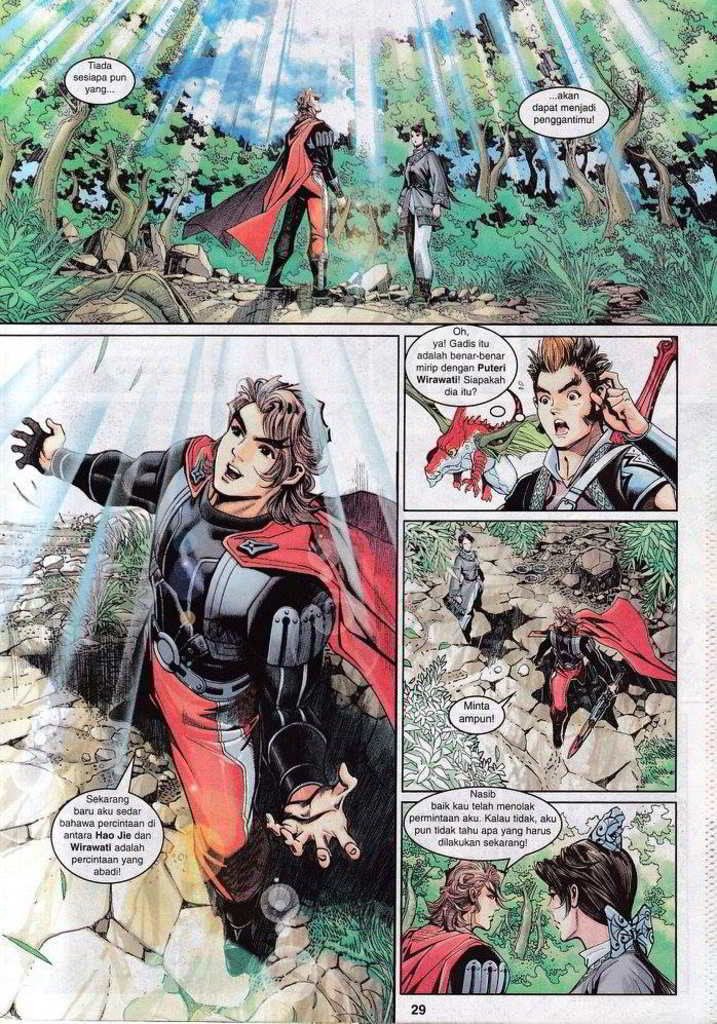 Tiada
sesiapa pun
yang...
...akan
dapat menjadi
penggantimu!
Sekarang
baru aku sedar
bahawa percintaan di
antara Hao Jie dan
Wirawati adalah
percintaan yang
abadi!
Oh,
ya! Gadis itu
adalah benar-benar
mirip dengan Puteri
Wirawati! Siapakah
dia itu?
Minta
ampun!
Nasib
baik kau telah menolak
permintaan aku. Kalau tidak, aku
pun tidak tahu apa yang harus
dilakukan sekarang!
29